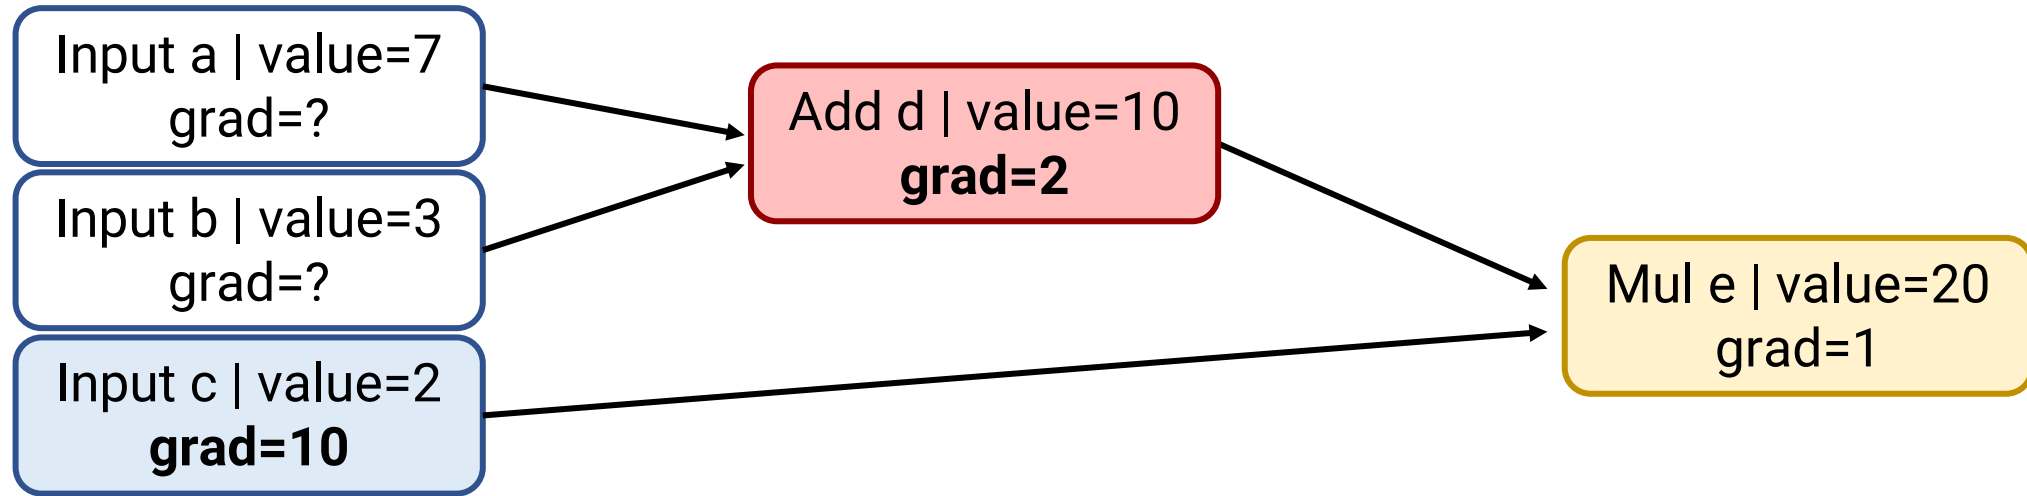 Input a | value=7
grad=?
Input b | value=3
grad=?
Input c | value=2
grad=10
Add d | value=10
grad=2
Mul e | value=20
grad=1